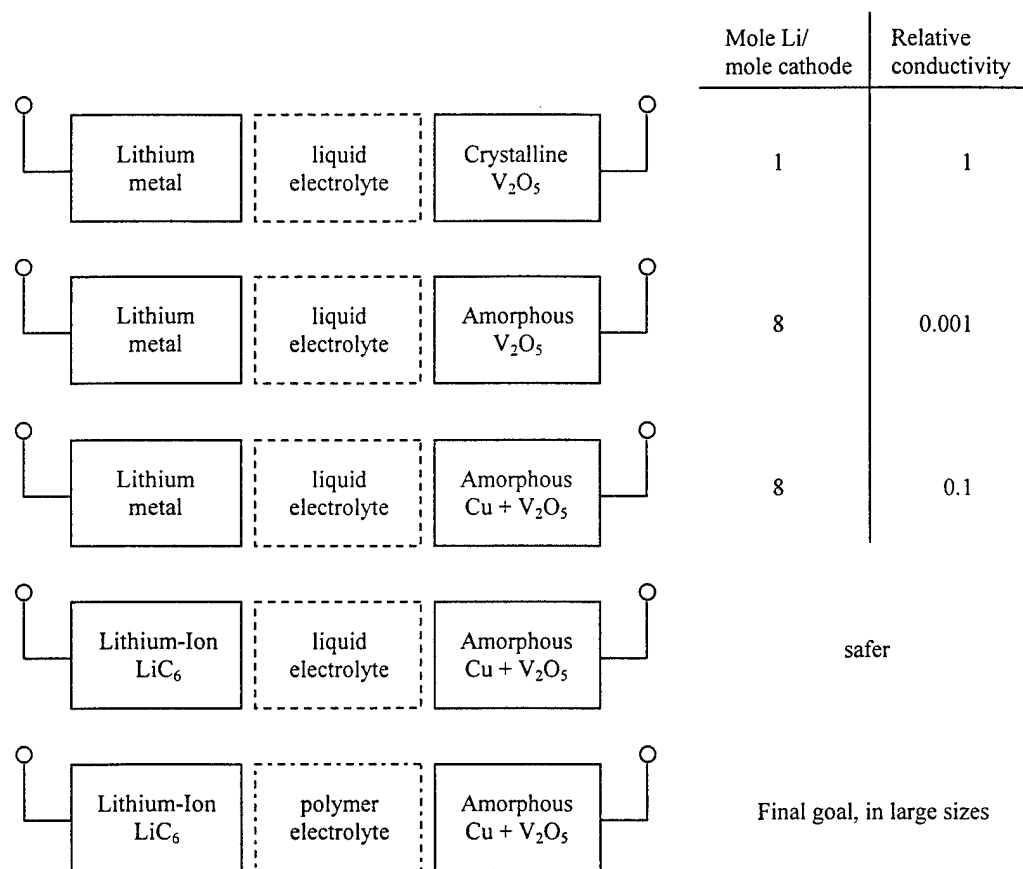 Mole Li/ Relative
mole cathode conductivity
Lithium liquid Crystalline
metal electrolyte V₂O₅
1 1
Lithium liquid Amorphous
metal electrolyte V₂O₅
8 0.001
Lithium liquid Amorphous
metal electrolyte Cu + V₂O₅
8 0.1
Lithium-Ion liquid Amorphous
LiC₆ electrolyte Cu + V₂O₅
safer
Lithium-Ion polymer Amorphous
LiC₆ electrolyte Cu + V₂O₅
Final goal, in large sizes